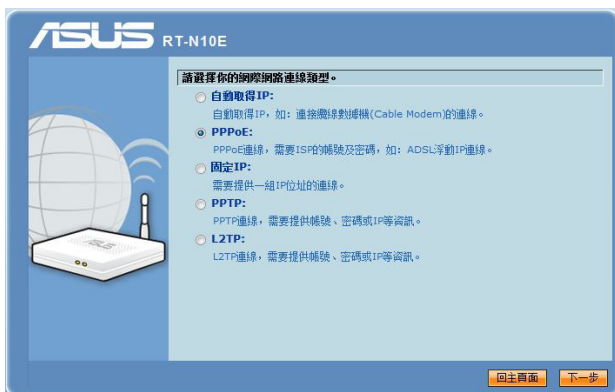 ASUS RT-N10E
請選擇你的網際網路連線類型。
自動取得IP:
自動取得IP，如: 連接纜線數據機(Cable Modem)的連線。
PPPoE:
PPPoE連線，需要ISP的帳號及密碼，如: ADSL浮動IP連線。
固定IP:
需要提供一組IP位址的連線。
PPTP:
PPTP連線，需要提供帳號、密碼或IP等資訊。
L2TP:
L2TP連線，需要提供帳號、密碼或IP等資訊。
ASUS
回主頁面 下一步